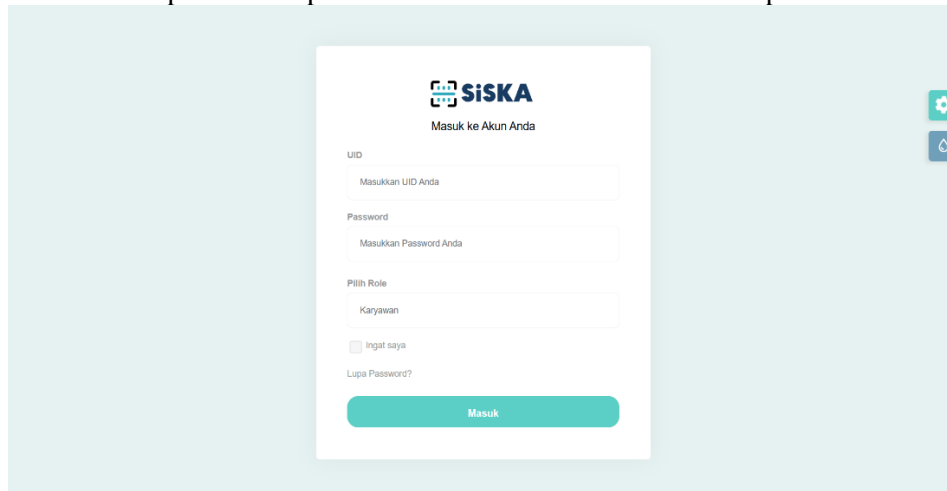 SiSKA
Masuk ke Akun Anda
UID
Masukkan UID Anda
Password
Masukkan Password Anda
Pilih Role
Karyawan
Ingat saya
Lupa Password?
Masuk